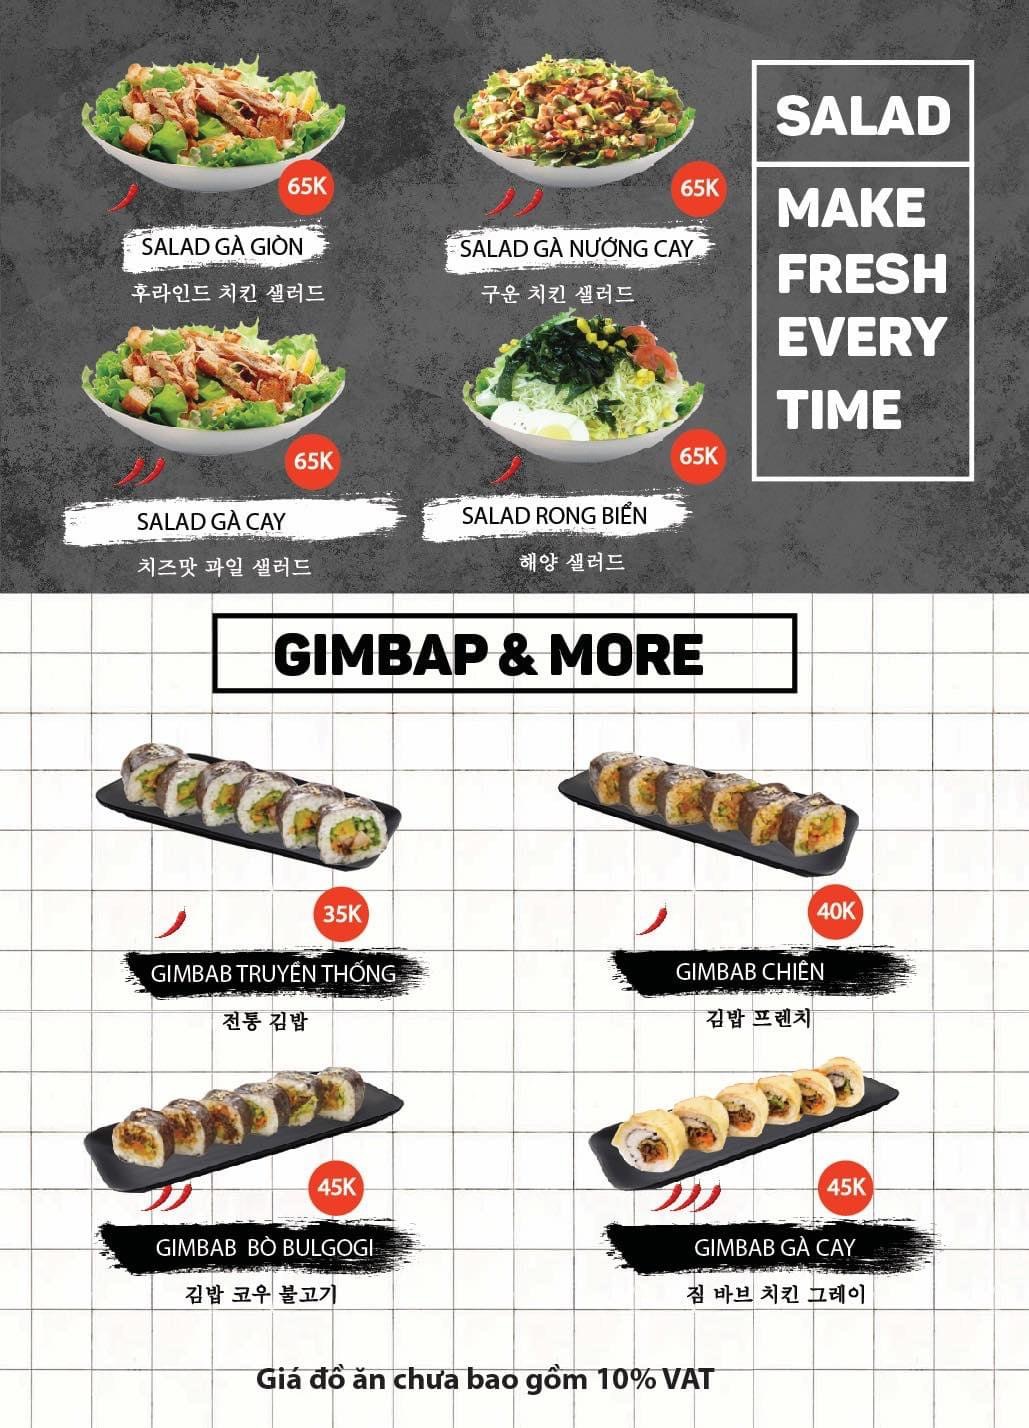 SALAD
MAKE
FRESH
EVERY
TIME
65K
SALAD GÀ GIÒN
후라인드 치킨 샐러드
65K
SALAD GÀ NƯỚNG CAY
구운 치킨 샐러드
65K
SALAD GÀ CAY
치즈맛 과일 샐러드
65K
SALAD RONG BIỂN
해양 샐러드
GIMBAP & MORE
35K
GIMBAB TRUYỀN THỐNG
전통 김밥
40K
GIMBAB CHIÊN
김밥 프렌치
45K
GIMBAB BÒ BULGOGI
김밥 코우 불고기
45K
GIMBAB GÀ CAY
짐 바브 치킨 그레이
Giá đồ ăn chưa bao gồm 10% VAT